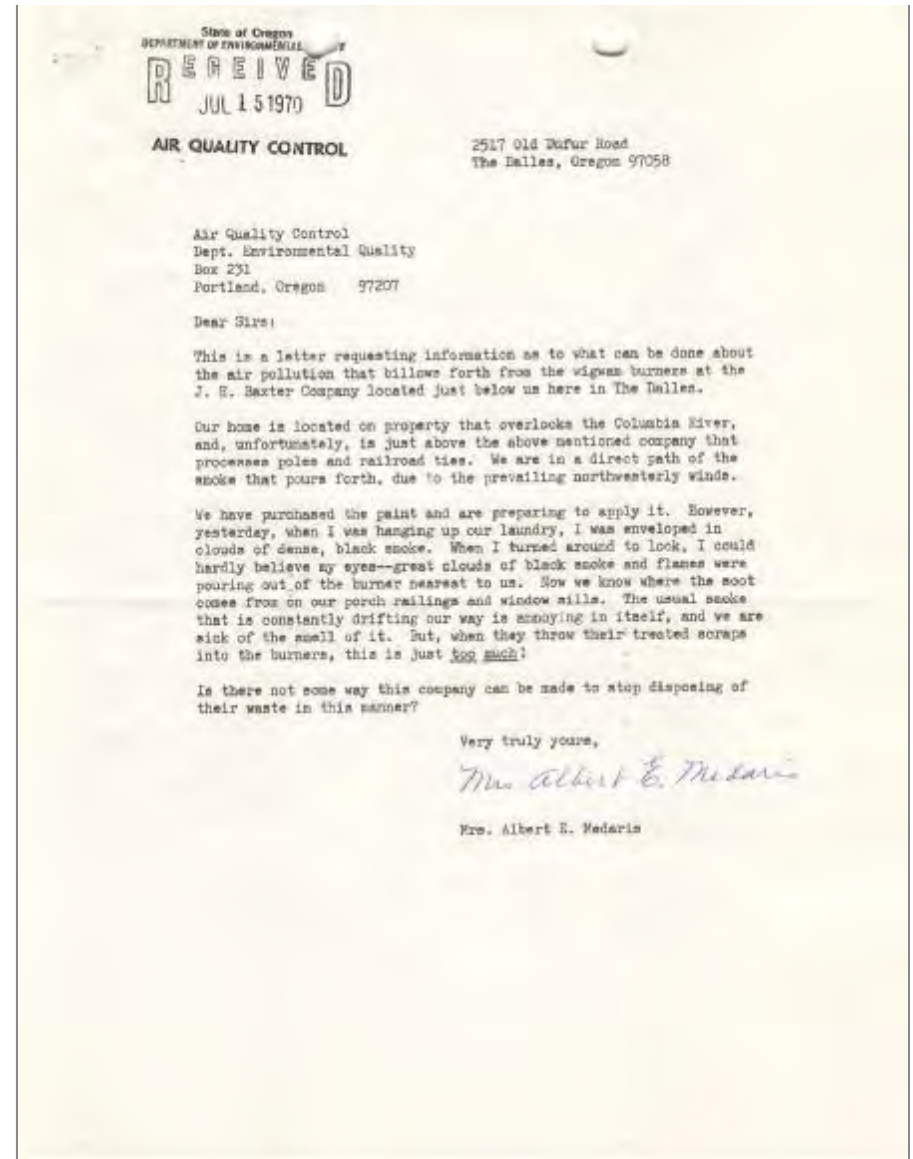 State of Oregon
DEPARTMENT OF ENVIRONMENTAL
RECEIVED
JUL 15 1970
AIR QUALITY CONTROL
2517 Old Dufur Road
The Dalles, Oregon 97058
Air Quality Control
Dept. Environmental Quality
Box 231
Portland, Oregon 97207
Dear Sirs:
This is a letter requesting information as to what can be done about
the air pollution that billows forth from the wigwam burners at the
J. H. Baxter Company located just below us here in The Dalles.
Our home is located on property that overlooks the Columbia River,
and, unfortunately, is just above the above mentioned company that
processes poles and railroad ties. We are in a direct path of the
smoke that pours forth, due to the prevailing northwesterly winds.
We have purchased the paint and are preparing to apply it. However,
yesterday, when I was hanging up our laundry, I was enveloped in
clouds of dense, black smoke. When I turned around to look, I could
hardly believe my eyes--great clouds of black smoke and flames were
pouring out of the burner nearest to us. Now we know where the soot
comes from on our porch railings and window sills. The usual smoke
that is constantly drifting our way is annoying in itself, and we are
sick of the smell of it. But, when they throw their treated scraps
into the burners, this is just too much!
Is there not some way this company can be made to stop disposing of
their waste in this manner?
Very truly yours,
Mrs Albert E. Medaris
Mrs. Albert E. Medaris